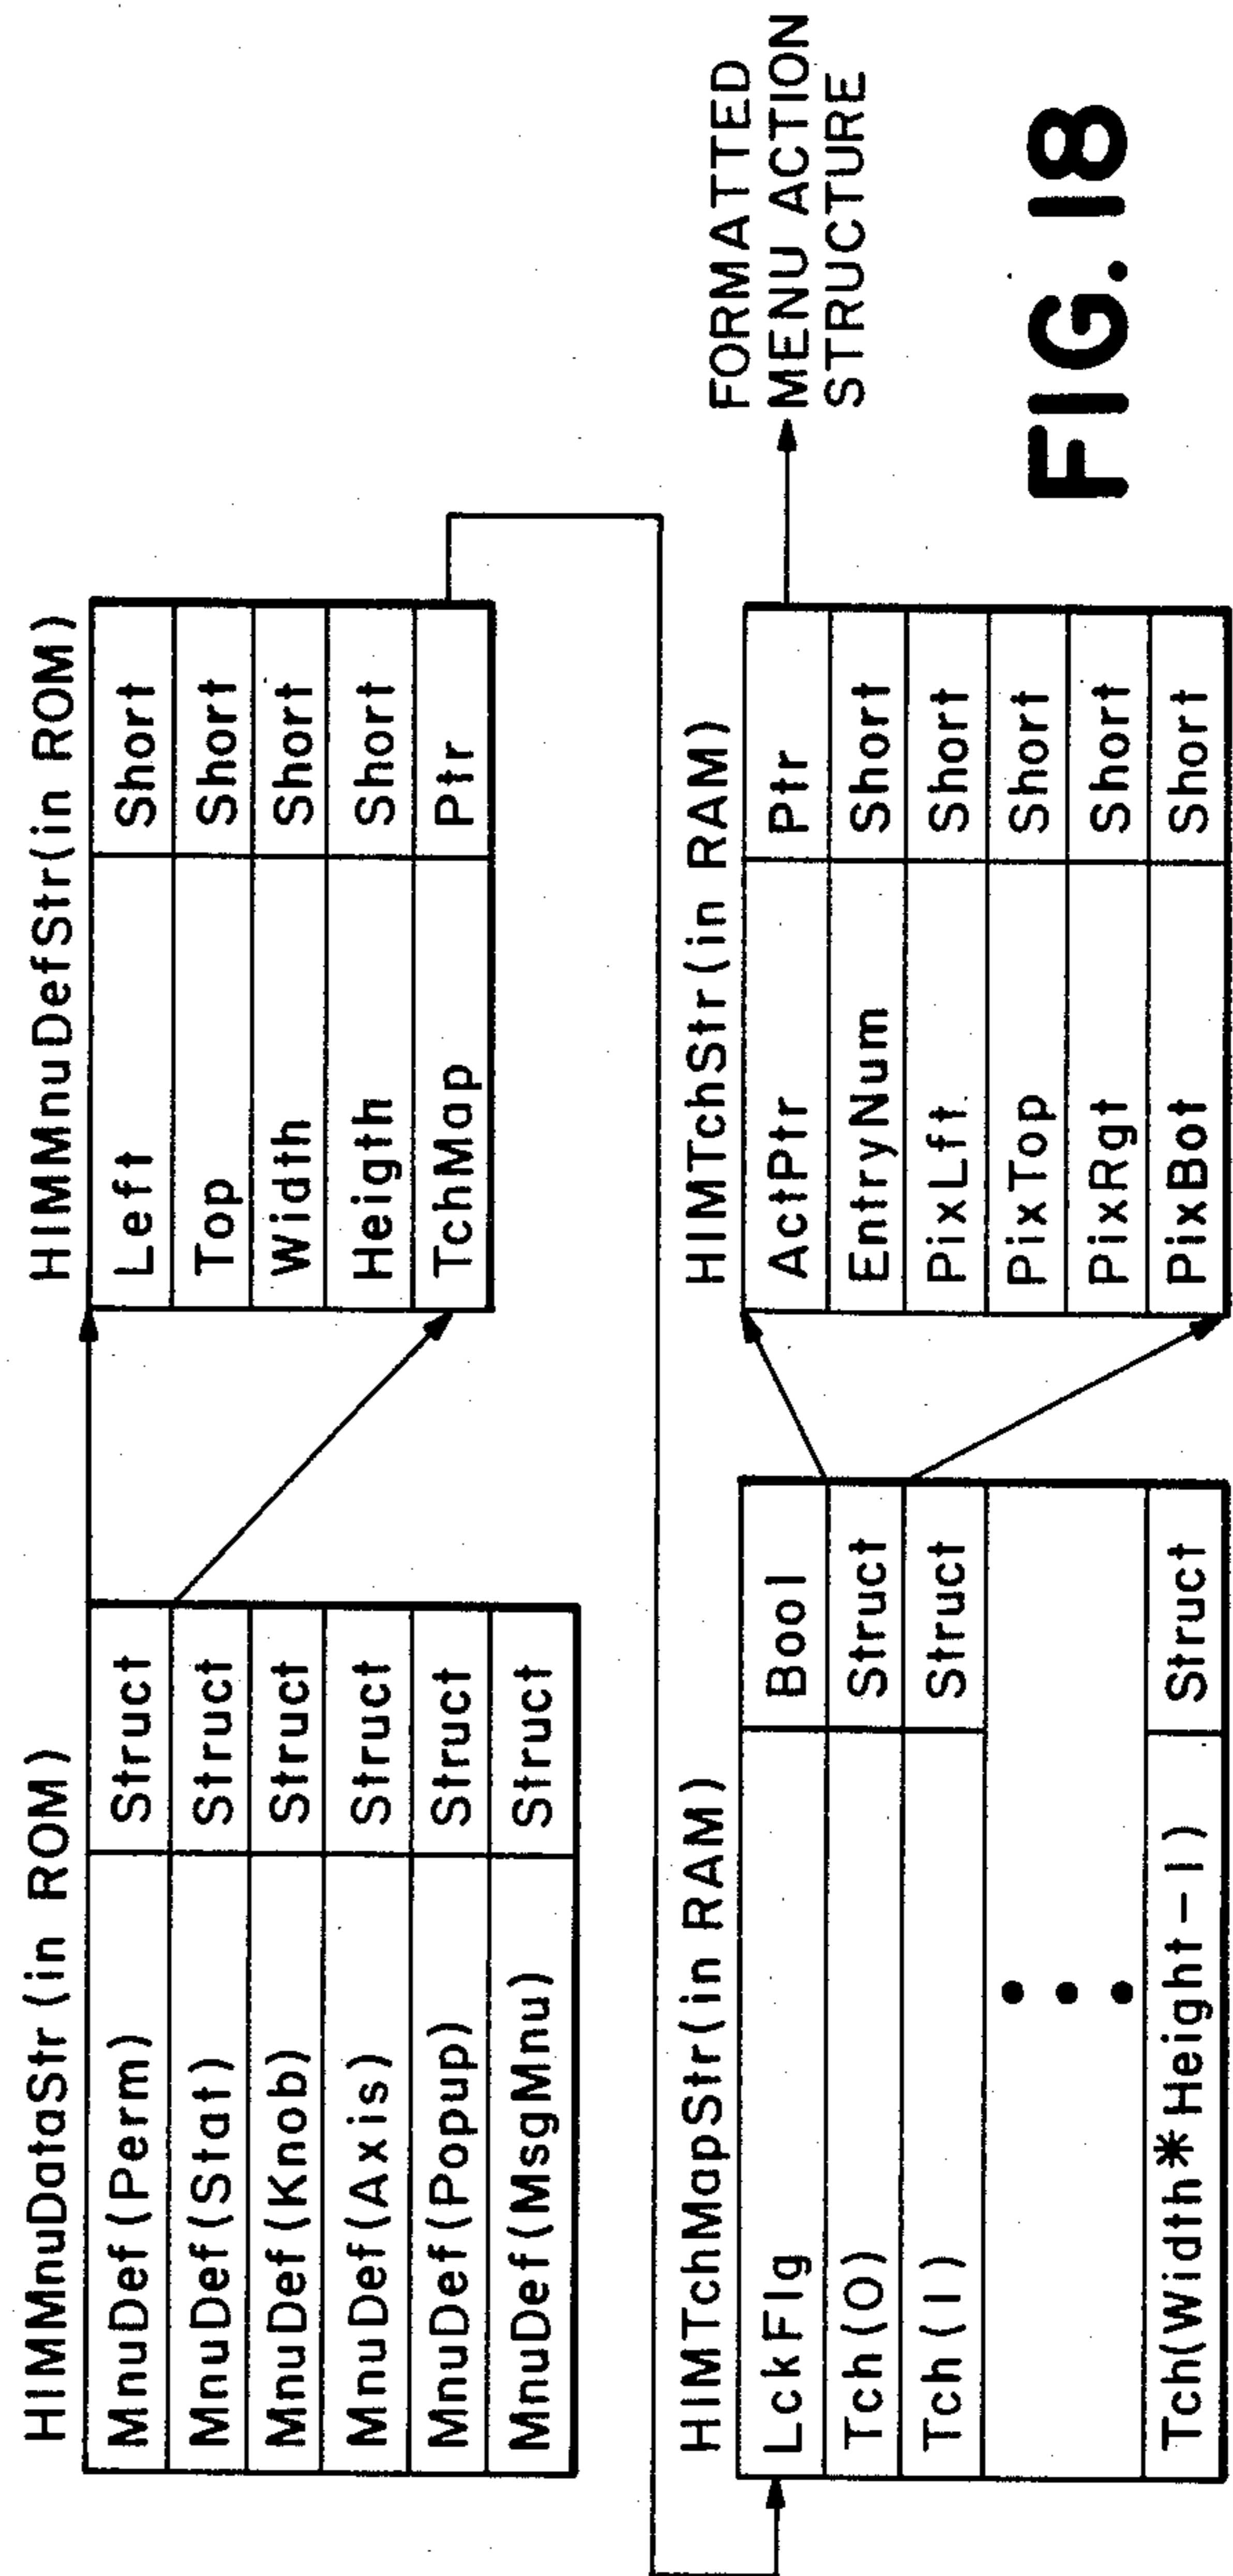 HIMMnuDataStr(in ROM)
MnuDef(Perm) Struct
MnuDef(Stat) Struct
MnuDef(Knob) Struct
MnuDef(Axis) Struct
MnuDef(Popup) Struct
MnuDef(MsgMnu) Struct
HIMMnuDefStr(in ROM)
Left Short
Top Short
Width Short
Heigth Short
TchMap Ptr
HIMTchMapStr(in RAM)
LckFlg Bool
Tch(0) Struct
Tch(1) Struct
Tch(Width*Height-1) Struct
HIMTchStr(in RAM)
ActPtr Ptr
EntryNum Short
PixLft Short
PixTop Short
PixRgt Short
PixBot Short
FORMATTED
MENU ACTION
STRUCTURE
FIG. 18